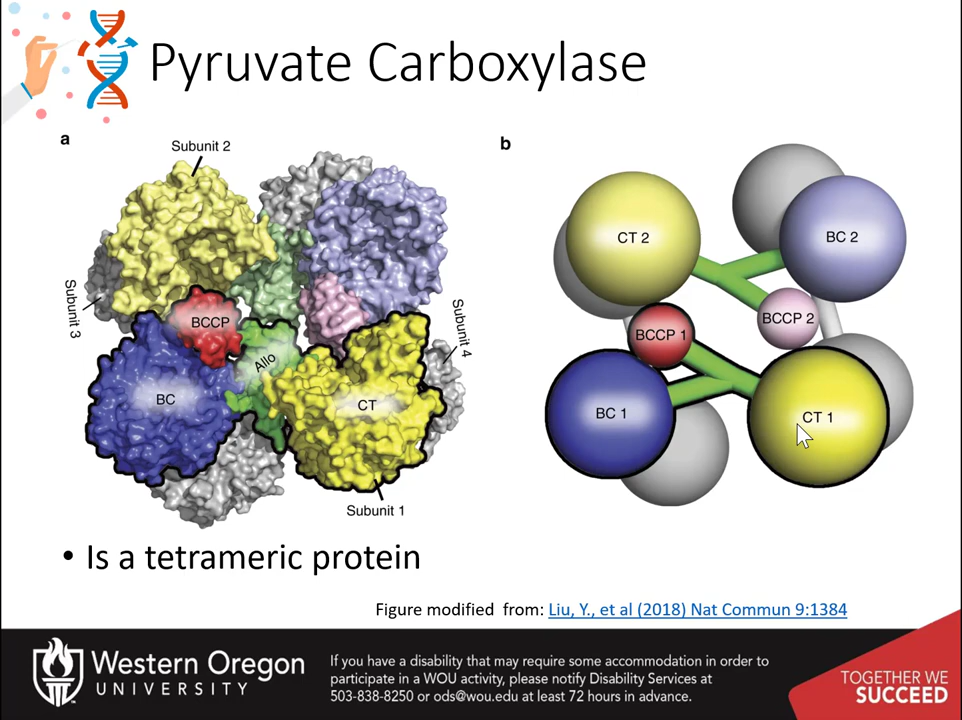 Pyruvate Carboxylase
a
Subunit 2
Subunit 3
BCCP
Allo
BC
CT
Subunit 4
Subunit 1
b
CT 2
BC 2
BCCP 1
BCCP 2
BC 1
CT 1
• Is a tetrameric protein
Figure modified from: Liu, Y., et al (2018) Nat Commun 9:1384
Western Oregon
UNIVERSITY
If you have a disability that may require some accommodation in order to
participate in a WOU activity, please notify Disability Services at
503-838-8250 or ods@wou.edu at least 72 hours in advance.
TOGETHER WE
SUCCEED